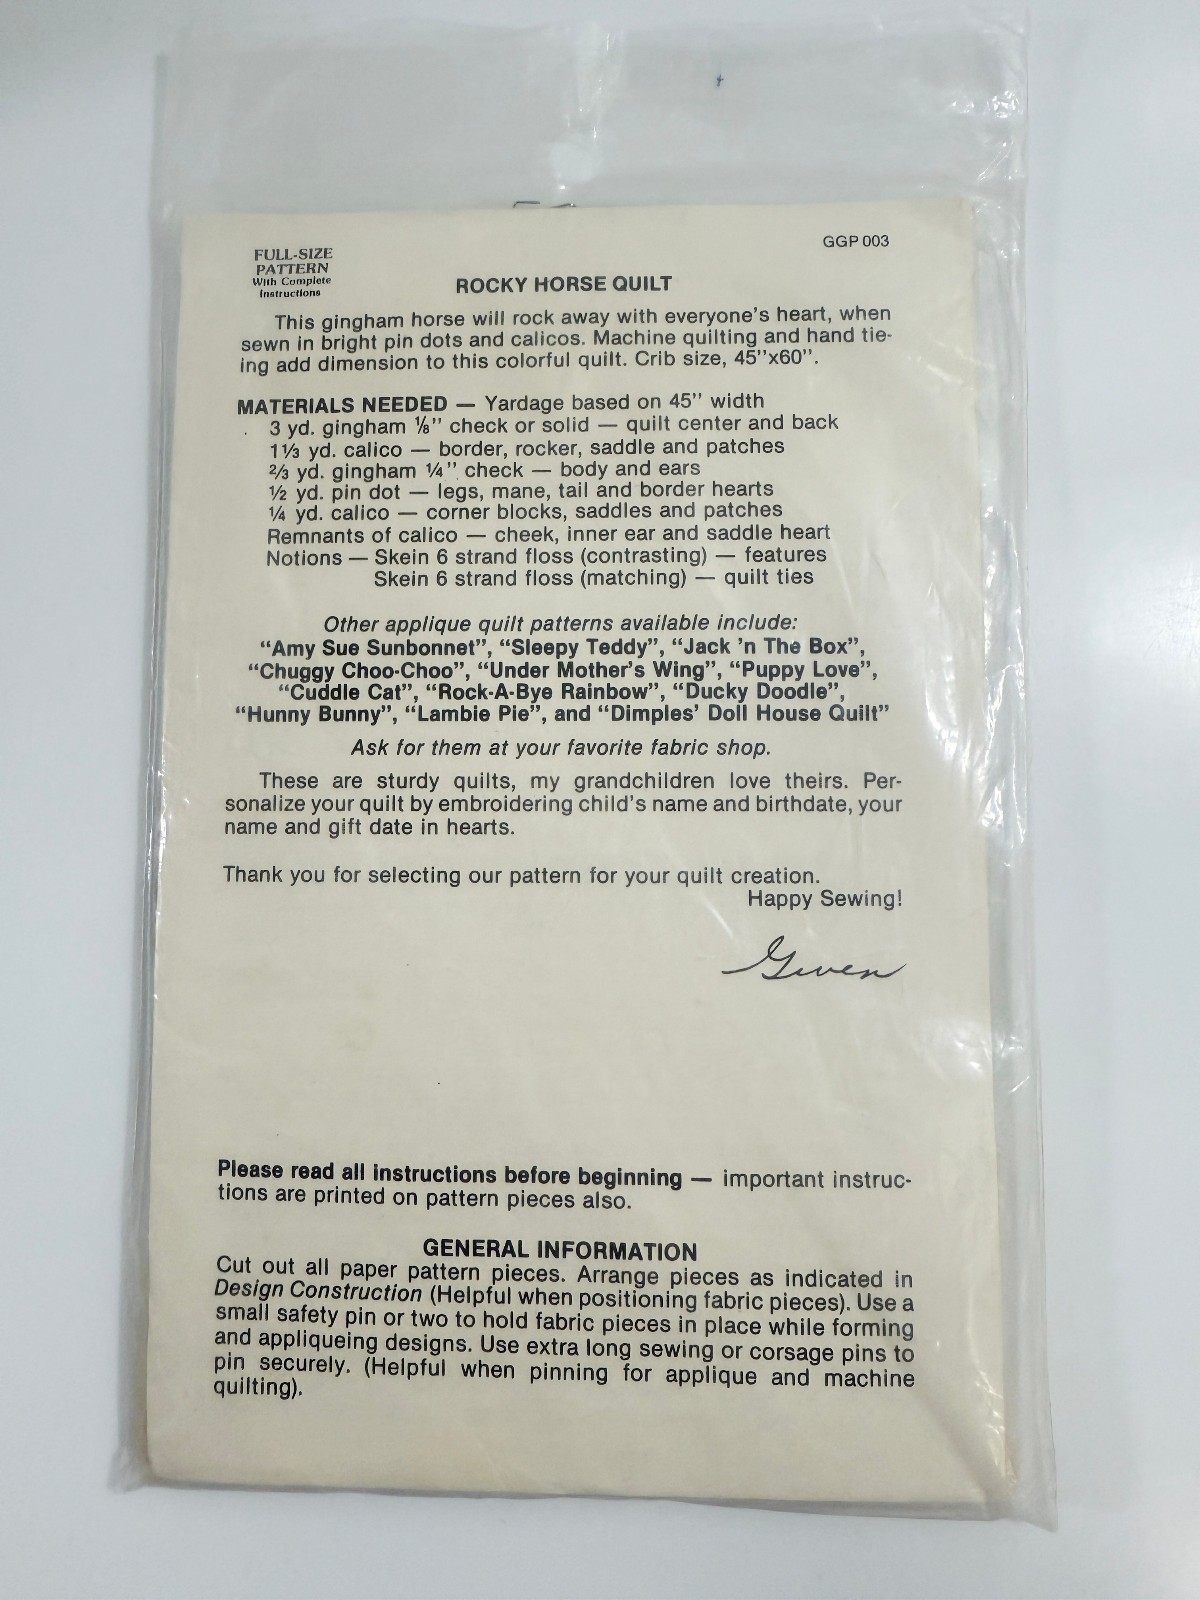 FULL-SIZE
PATTERN
With Complete
Instructions
GGP 003
ROCKY HORSE QUILT
This gingham horse will rock away with everyone's heart, when
sewn in bright pin dots and calicos. Machine quilting and hand tie-
ing add dimension to this colorful quilt. Crib size, 45"x60".
MATERIALS NEEDED — Yardage based on 45" width
3 yd. gingham ⅛" check or solid — quilt center and back
1⅓ yd. calico — border, rocker, saddle and patches
⅔ yd. gingham ¼" check — body and ears
½ yd. pin dot — legs, mane, tail and border hearts
¼ yd. calico — corner blocks, saddles and patches
Remnants of calico — cheek, inner ear and saddle heart
Notions — Skein 6 strand floss (contrasting) — features
Skein 6 strand floss (matching) — quilt ties
Other applique quilt patterns available include:
"Amy Sue Sunbonnet", "Sleepy Teddy", "Jack 'n The Box",
"Chuggy Choo-Choo", "Under Mother's Wing", "Puppy Love",
"Cuddle Cat", "Rock-A-Bye Rainbow", "Ducky Doodle",
"Hunny Bunny", "Lambie Pie", and "Dimples' Doll House Quilt"
Ask for them at your favorite fabric shop.
These are sturdy quilts, my grandchildren love theirs. Per-
sonalize your quilt by embroidering child's name and birthdate, your
name and gift date in hearts.
Thank you for selecting our pattern for your quilt creation.
Happy Sewing!
Gwen
Please read all instructions before beginning — important instruc-
tions are printed on pattern pieces also.
GENERAL INFORMATION
Cut out all paper pattern pieces. Arrange pieces as indicated in
Design Construction (Helpful when positioning fabric pieces). Use a
small safety pin or two to hold fabric pieces in place while forming
and appliqueing designs. Use extra long sewing or corsage pins to
pin securely. (Helpful when pinning for applique and machine
quilting).